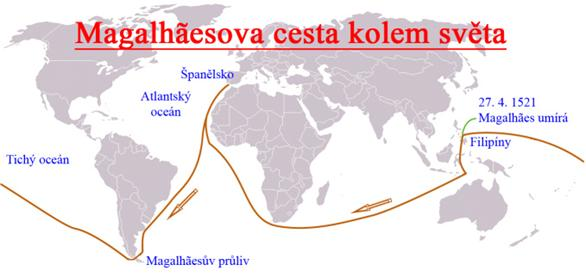 Magalhãesova cesta kolem světa
Španělsko
Atlantský
oceán
27. 4. 1521
Magalhães umírá
Filipíny
Tichý oceán
Magalhãesův průliv